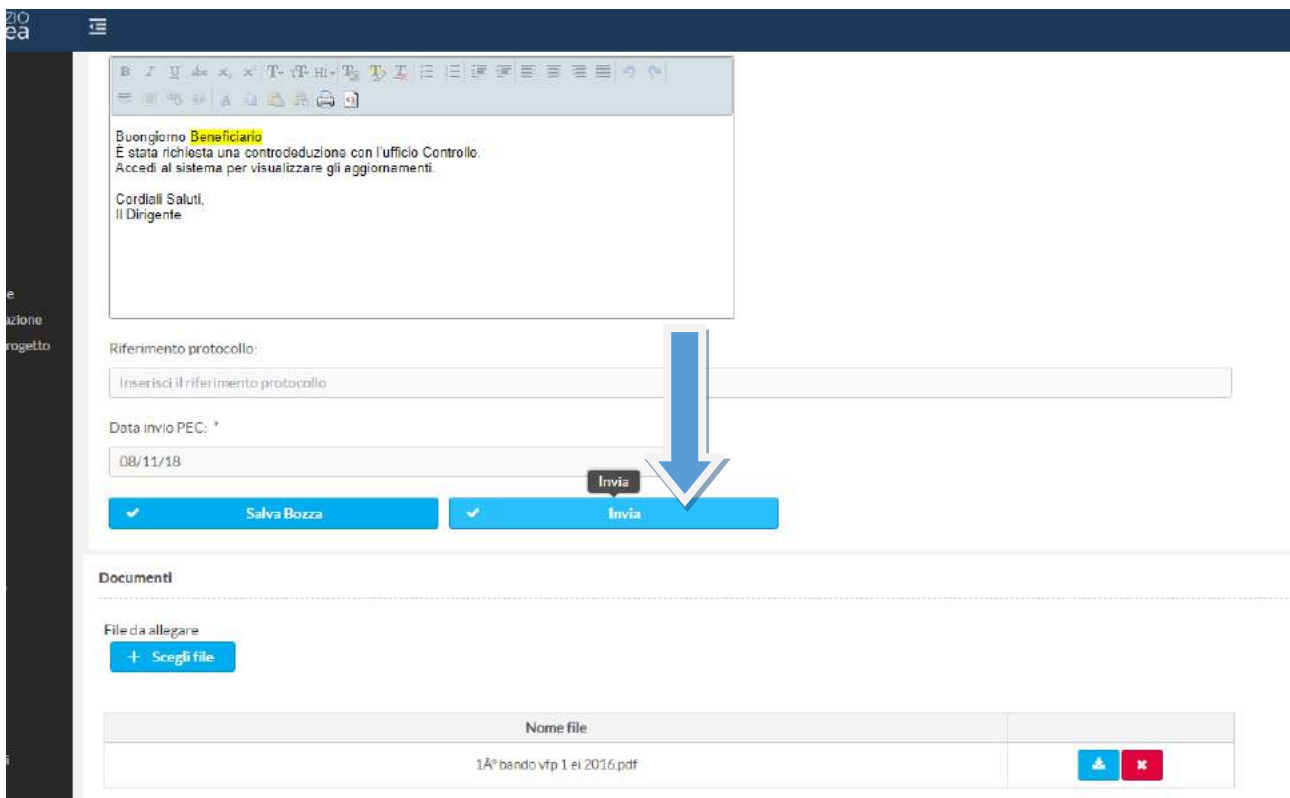 ZIO
ea
Buongiorno Beneficiario
È stata richiesta una controdeduzione con l'ufficio Controllo.
Accedi al sistema per visualizzare gli aggiornamenti.
Cordiali Saluti,
Il Dirigente
e
azione
rogetto
Riferimento protocollo:
Inserisci il riferimento protocollo
Data invio PEC: *
08/11/18
Invia
Salva Bozza
Invia
Documenti
File da allegare
+ Scegli file
Nome file
1Âº bando vfp 1 ei 2016.pdf
i